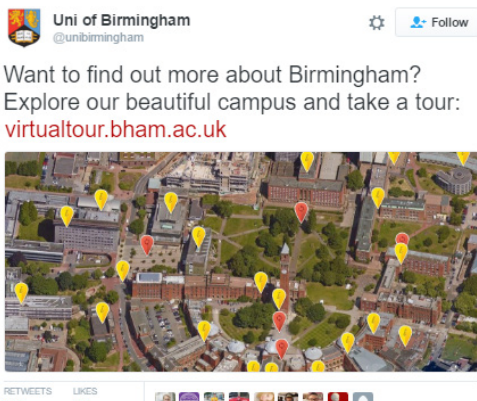 Uni of Birmingham
@unibirmingham
Follow
Want to find out more about Birmingham?
Explore our beautiful campus and take a tour:
virtualtour.bham.ac.uk
RETWEETS LIKES